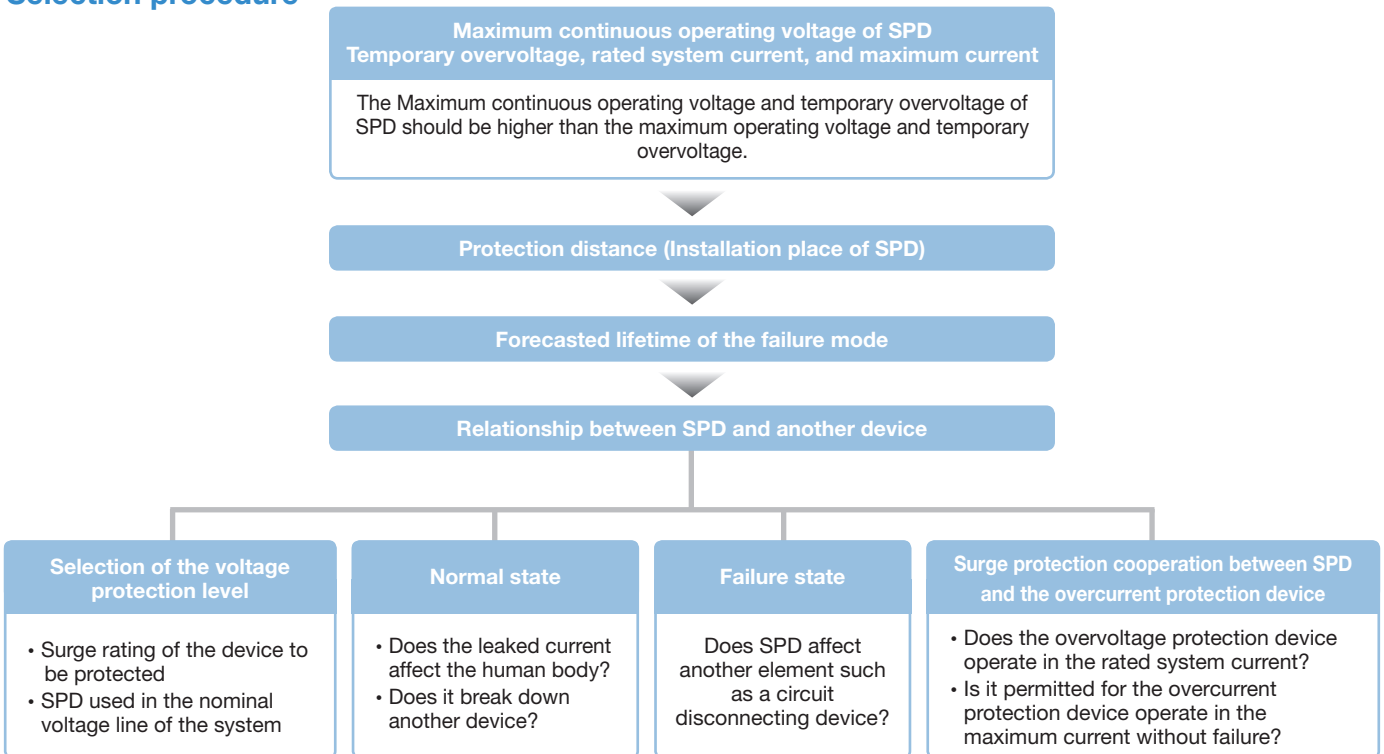 Selection procedure
Maximum continuous operating voltage of SPD
Temporary overvoltage, rated system current, and maximum current
The Maximum continuous operating voltage and temporary overvoltage of
SPD should be higher than the maximum operating voltage and temporary
overvoltage.
Protection distance (Installation place of SPD)
Forecasted lifetime of the failure mode
Relationship between SPD and another device
Selection of the voltage
protection level
• Surge rating of the device to
be protected
• SPD used in the nominal
voltage line of the system
Normal state
• Does the leaked current
affect the human body?
• Does it break down
another device?
Failure state
Does SPD affect
another element such
as a circuit
disconnecting device?
Surge protection cooperation between SPD
and the overcurrent protection device
• Does the overvoltage protection device
operate in the rated system current?
• Is it permitted for the overcurrent
protection device operate in the
maximum current without failure?